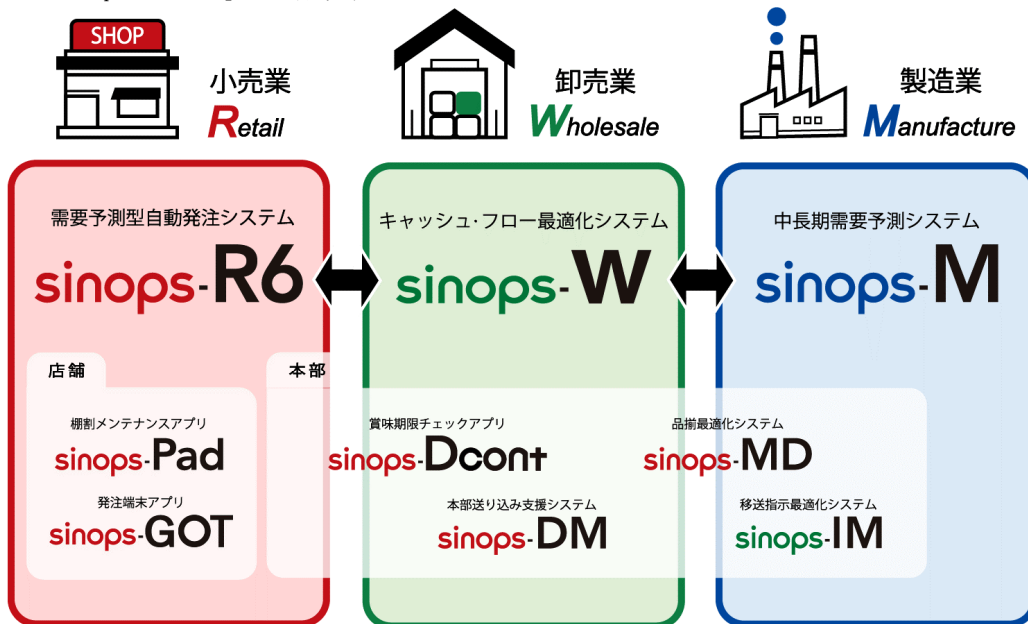 SHOP
小売業
Retail
卸売業
Wholesale
製造業
Manufacture
需要予測型自動発注システム
sinops-R6
キャッシュ・フロー最適化システム
sinops-W
中長期需要予測システム
sinops-M
店舗
本部
棚割メンテナンスアプリ
sinops-Pad
発注端末アプリ
sinops-GOT
賞味期限チェックアプリ
sinops-Dcont
品揃最適化システム
sinops-MD
本部送り込み支援システム
sinops-DM
移送指示最適化システム
sinops-IM